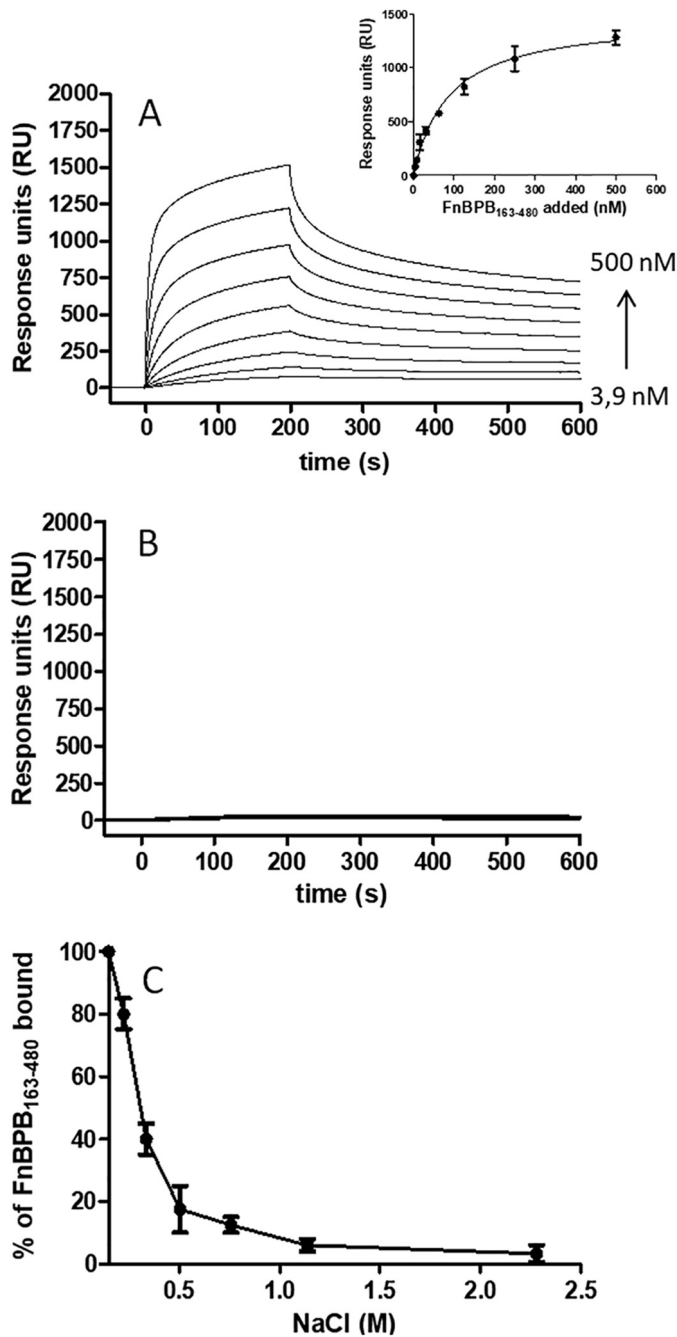 A
Response units (RU)
2000
1750
1500
1250
1000
750
500
250
0
0 100 200 300 400 500 600
time (s)
500 nM
3,9 nM
Response units (RU)
1500
1000
500
0
0 100 200 300 400 500 600
FnBPB163-480 added (nM)
B
Response units (RU)
2000
1750
1500
1250
1000
750
500
250
0
0 100 200 300 400 500 600
time (s)
C
% of FnBPB163-480 bound
100
80
60
40
20
0
0.5 1.0 1.5 2.0 2.5
NaCl (M)